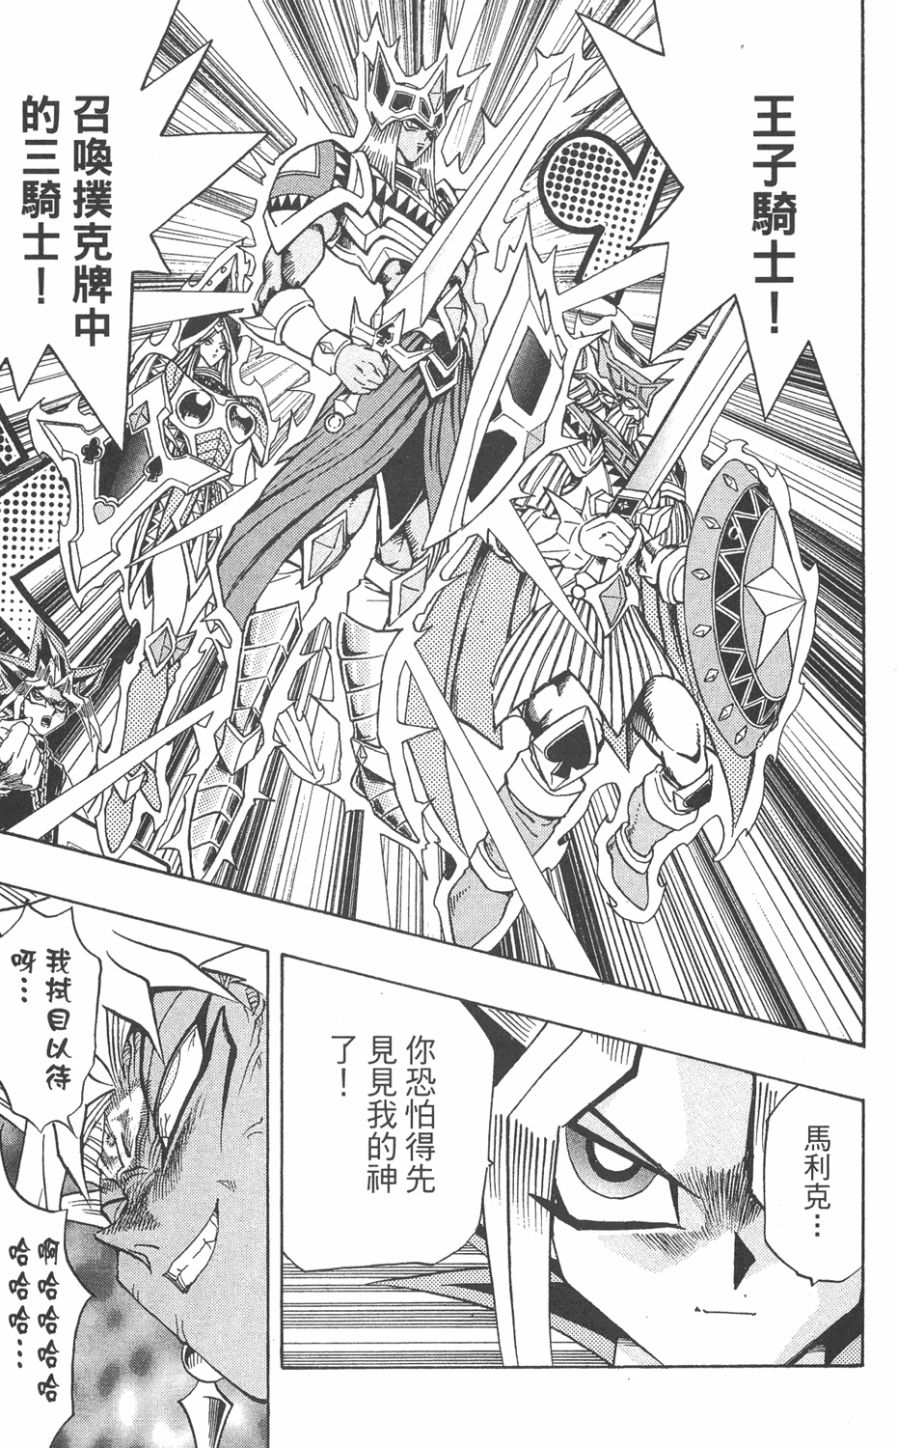 王子騎士！
召喚撲克牌中
的三騎士！
馬利克…
你恐怕得先
見見我的神
了！
我拭目以待
呀…
啊哈哈哈哈
哈哈哈…